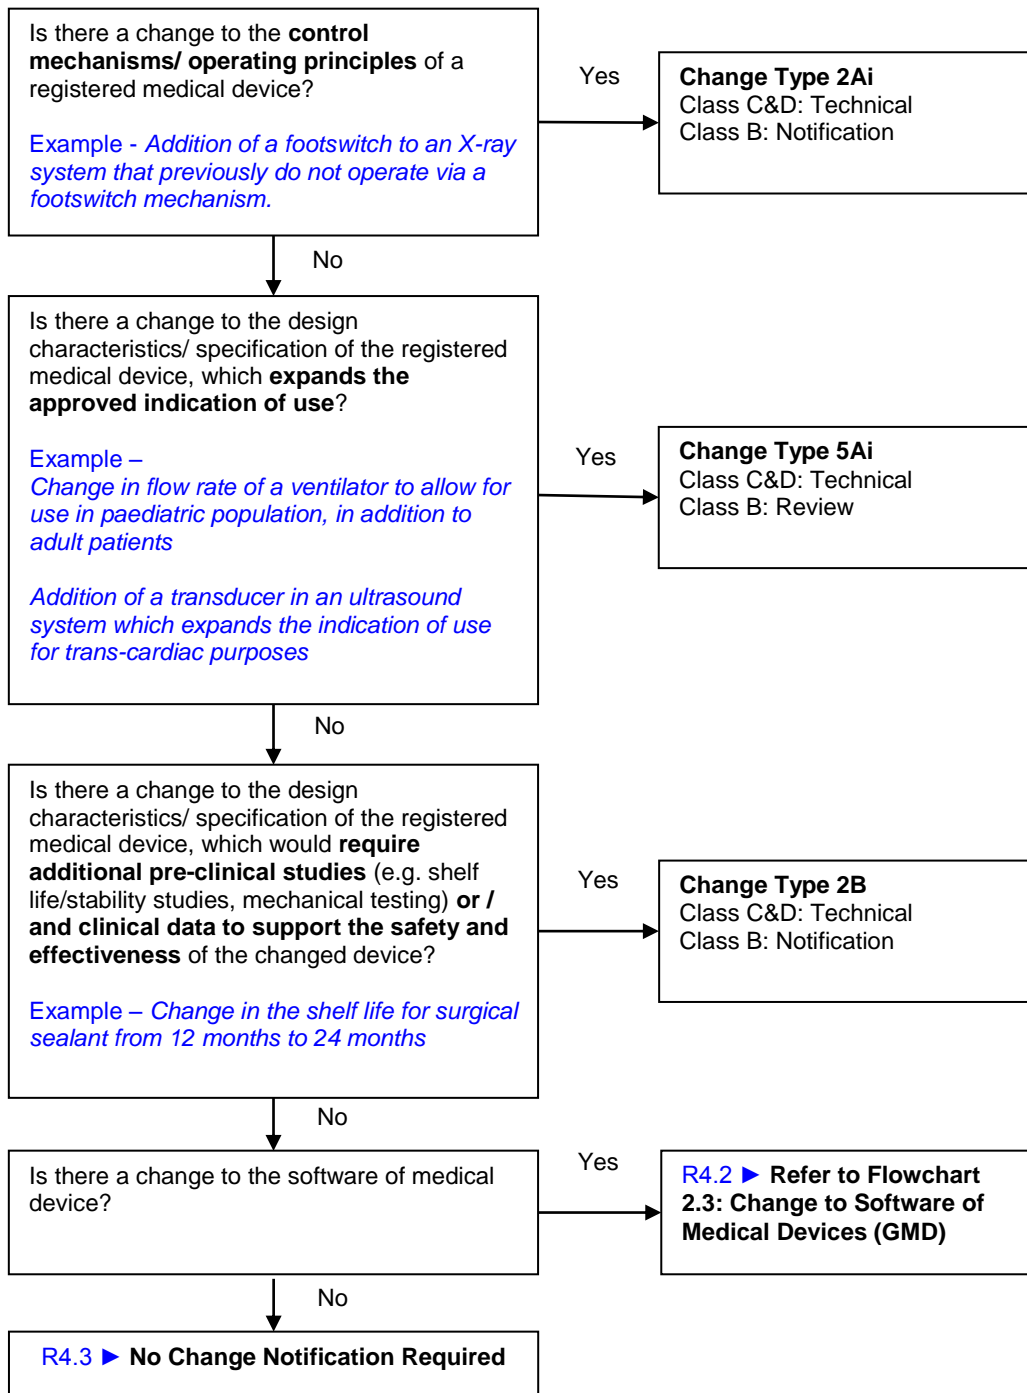 Is there a change to the control
mechanisms/ operating principles of a
registered medical device?
Example - Addition of a footswitch to an X-ray
system that previously do not operate via a
footswitch mechanism.
Yes
Change Type 2Ai
Class C&D: Technical
Class B: Notification
No
Is there a change to the design
characteristics/ specification of the registered
medical device, which expands the
approved indication of use?
Example –
Change in flow rate of a ventilator to allow for
use in paediatric population, in addition to
adult patients
Addition of a transducer in an ultrasound
system which expands the indication of use
for trans-cardiac purposes
Yes
Change Type 5Ai
Class C&D: Technical
Class B: Review
No
Is there a change to the design
characteristics/ specification of the registered
medical device, which would require
additional pre-clinical studies (e.g. shelf
life/stability studies, mechanical testing) or /
and clinical data to support the safety and
effectiveness of the changed device?
Example – Change in the shelf life for surgical
sealant from 12 months to 24 months
Yes
Change Type 2B
Class C&D: Technical
Class B: Notification
No
Is there a change to the software of medical
device?
Yes
R4.2 ► Refer to Flowchart
2.3: Change to Software of
Medical Devices (GMD)
No
R4.3 ► No Change Notification Required